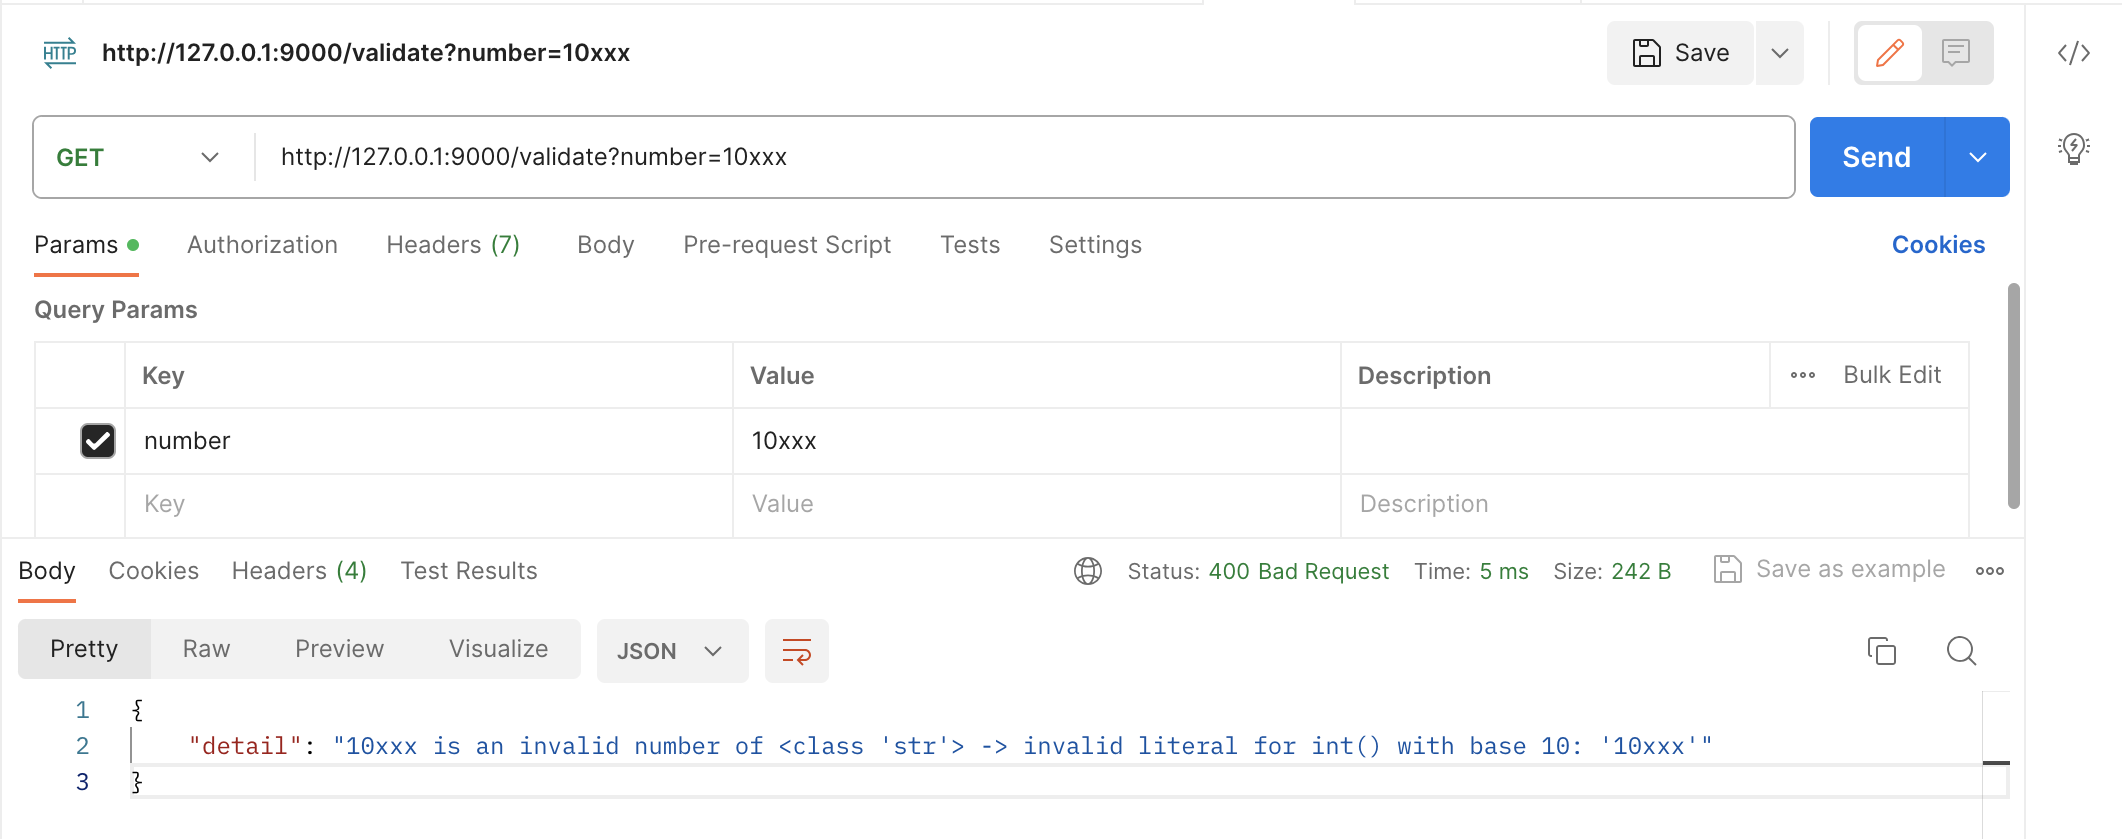 HTTP http://127.0.0.1:9000/validate?number=10xxx Save
GET http://127.0.0.1:9000/validate?number=10xxx Send
Params Authorization Headers (7) Body Pre-request Script Tests Settings Cookies
Query Params
Key Value Description Bulk Edit
number 10xxx
Key Value Description
Body Cookies Headers (4) Test Results Status: 400 Bad Request Time: 5 ms Size: 242 B Save as example
Pretty Raw Preview Visualize JSON
1 {
2 "detail": "10xxx is an invalid number of <class 'str'> -> invalid literal for int() with base 10: '10xxx'"
3 }